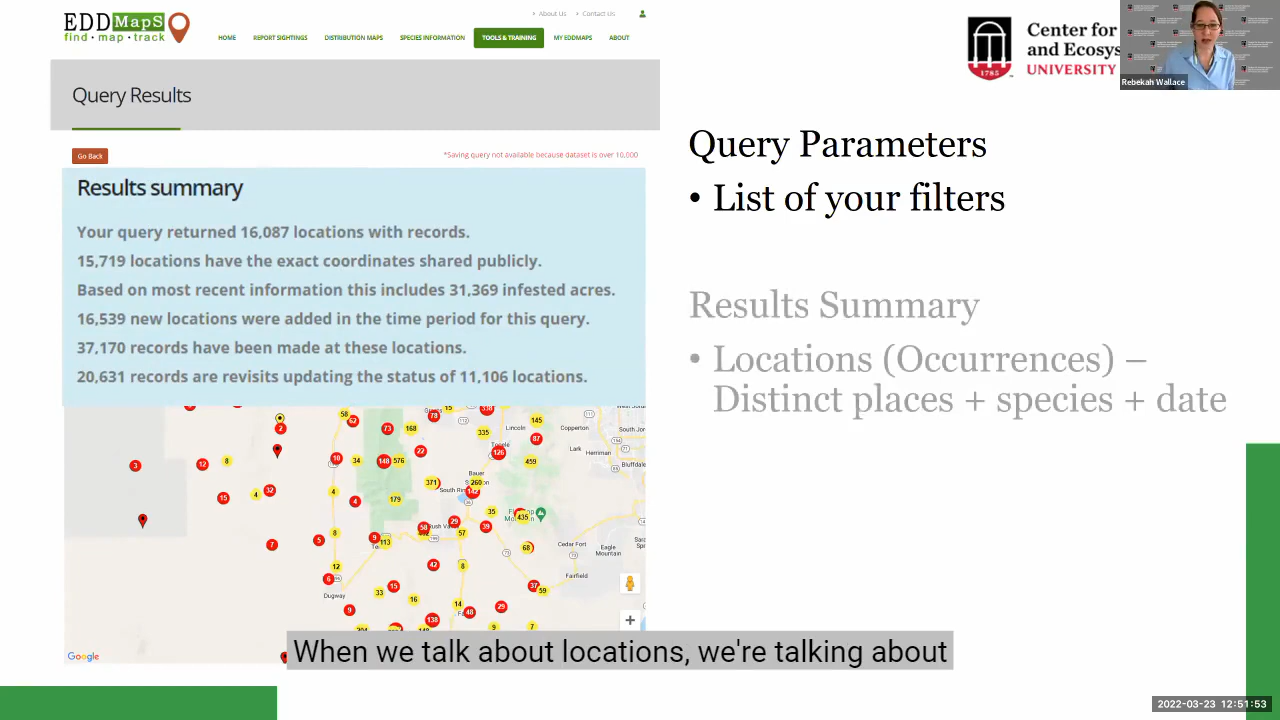 EDDMapS
find • map • track
About Us
Contact Us
HOME
REPORT SIGHTINGS
DISTRIBUTION MAPS
SPECIES INFORMATION
TOOLS & TRAINING
MY EDDMAPS
ABOUT
Query Results
Go Back
*Saving query not available because dataset is over 10,000
Results summary
Your query returned 16,087 locations with records.
15,719 locations have the exact coordinates shared publicly.
Based on most recent information this includes 31,369 infested acres.
16,539 new locations were added in the time period for this query.
37,170 records have been made at these locations.
20,631 records are revisits updating the status of 11,106 locations.
Lincoln
Copperton
Lark
Herriman
Bluffdale
Bauer
Cedar Fort
Eagle
Mountain
Fairfield
Dugway
Google
1785
Center for
and Ecosys
UNIVERSITY
Rebekah Wallace
Query Parameters
• List of your filters
Results Summary
• Locations (Occurrences) –
Distinct places + species + date
When we talk about locations, we're talking about
2022-03-23 12:51:53